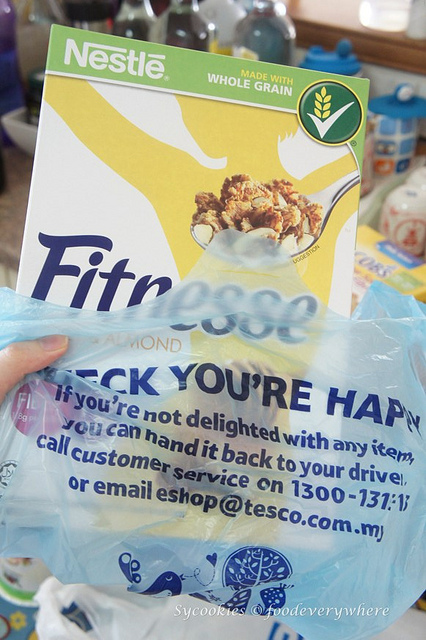 Nestlé
MADE WITH
WHOLE GRAIN
Fitnesse
ALMOND
CHECK YOU'RE HAPPY
If you're not delighted with any item,
you can hand it back to your driver,
call customer service on 1300-131-
or email eshop@tesco.com.my
Sycookies ©foodeverywhere